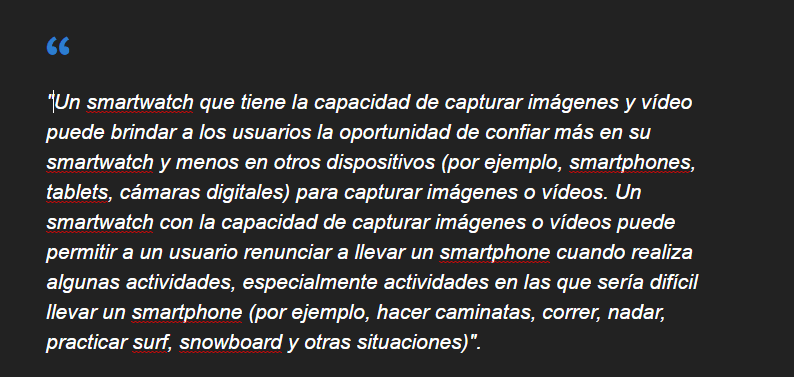 “
"Un smartwatch que tiene la capacidad de capturar imágenes y vídeo
puede brindar a los usuarios la oportunidad de confiar más en su
smartwatch y menos en otros dispositivos (por ejemplo, smartphones,
tablets, cámaras digitales) para capturar imágenes o vídeos. Un
smartwatch con la capacidad de capturar imágenes o vídeos puede
permitir a un usuario renunciar a llevar un smartphone cuando realiza
algunas actividades, especialmente actividades en las que sería difícil
llevar un smartphone (por ejemplo, hacer caminatas, correr, nadar,
practicar surf, snowboard y otras situaciones)".